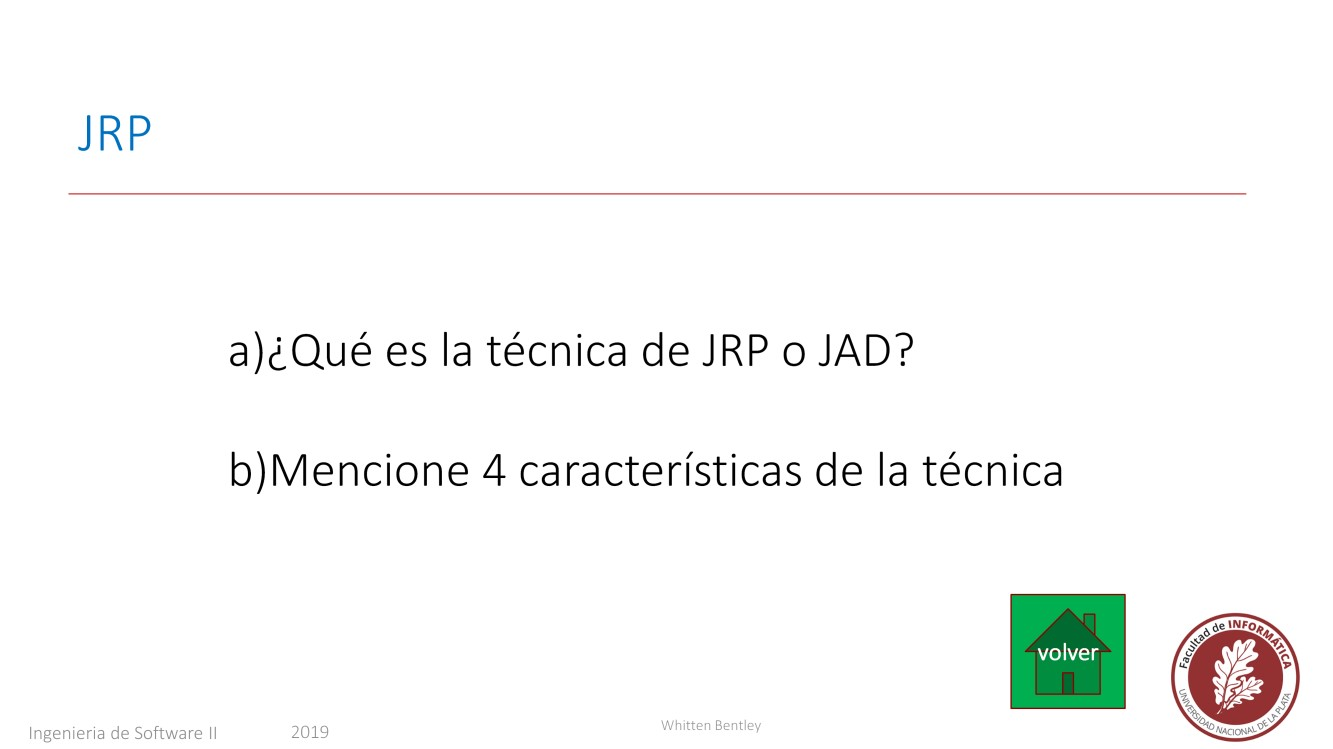 JRP
a)¿Qué es la técnica de JRP o JAD?
b)Mencione 4 características de la técnica
volver
Facultad de INFORMÁTICA
UNIVERSIDAD NACIONAL DE LA PLATA
Ingenieria de Software II
2019
Whitten Bentley